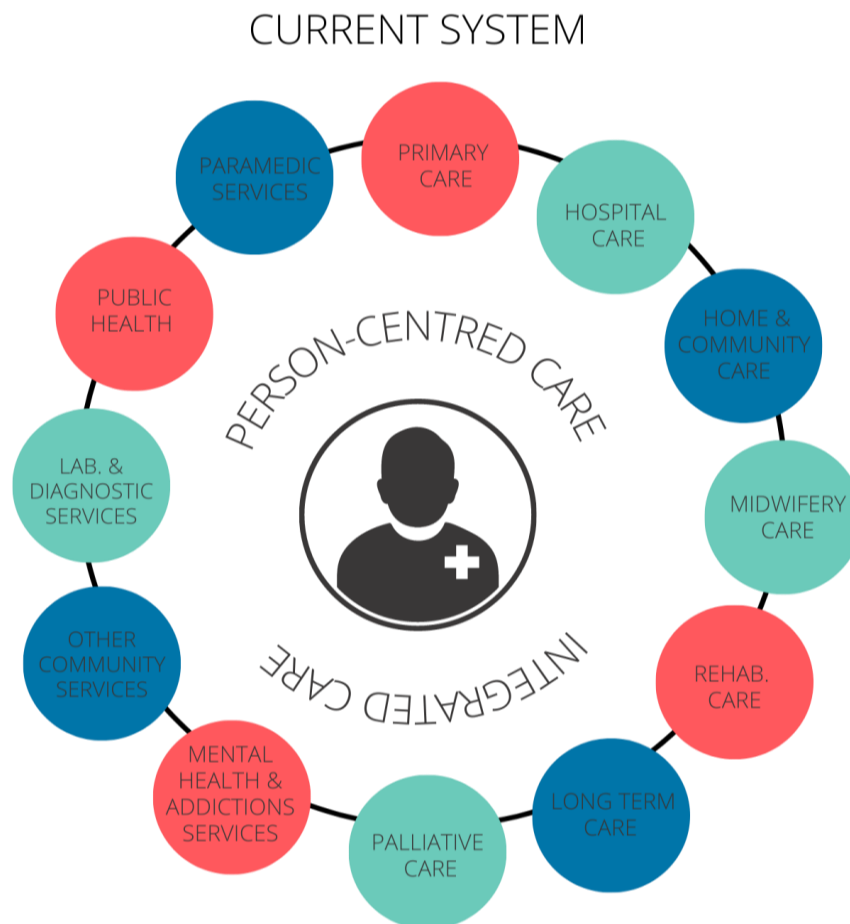 CURRENT SYSTEM
PRIMARY
CARE
HOSPITAL
CARE
HOME &
COMMUNITY
CARE
MIDWIFERY
CARE
REHAB.
CARE
LONG TERM
CARE
PALLIATIVE
CARE
MENTAL
HEALTH &
ADDICTIONS
SERVICES
OTHER
COMMUNITY
SERVICES
LAB. &
DIAGNOSTIC
SERVICES
PUBLIC
HEALTH
PARAMEDIC
SERVICES
PERSON-CENTRED CARE
INTEGRATED CARE